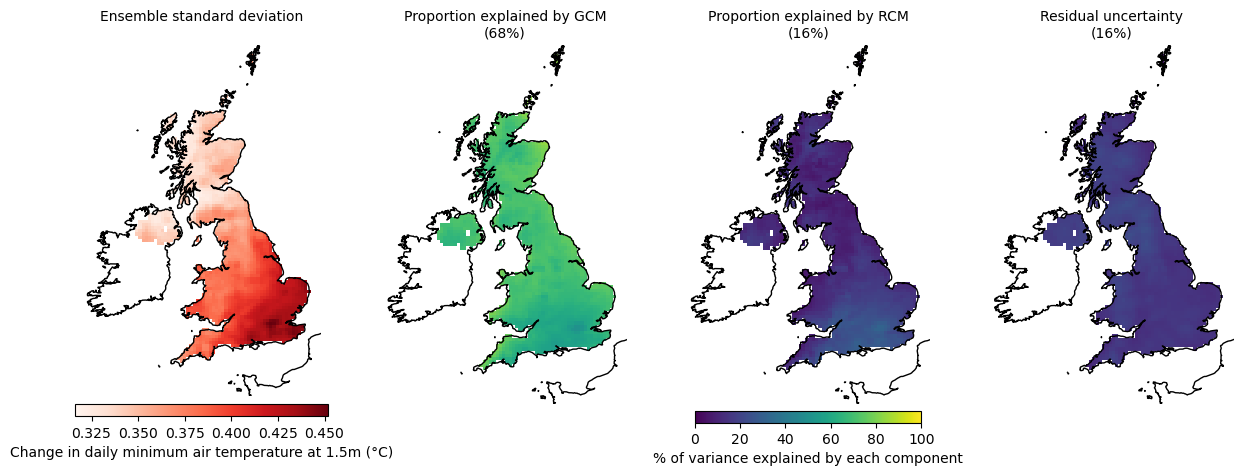 Ensemble standard deviation
Proportion explained by GCM
(68%)
Proportion explained by RCM
(16%)
Residual uncertainty
(16%)
0.325 0.350 0.375 0.400 0.425 0.450
Change in daily minimum air temperature at 1.5m (°C)
0 20 40 60 80 100
% of variance explained by each component